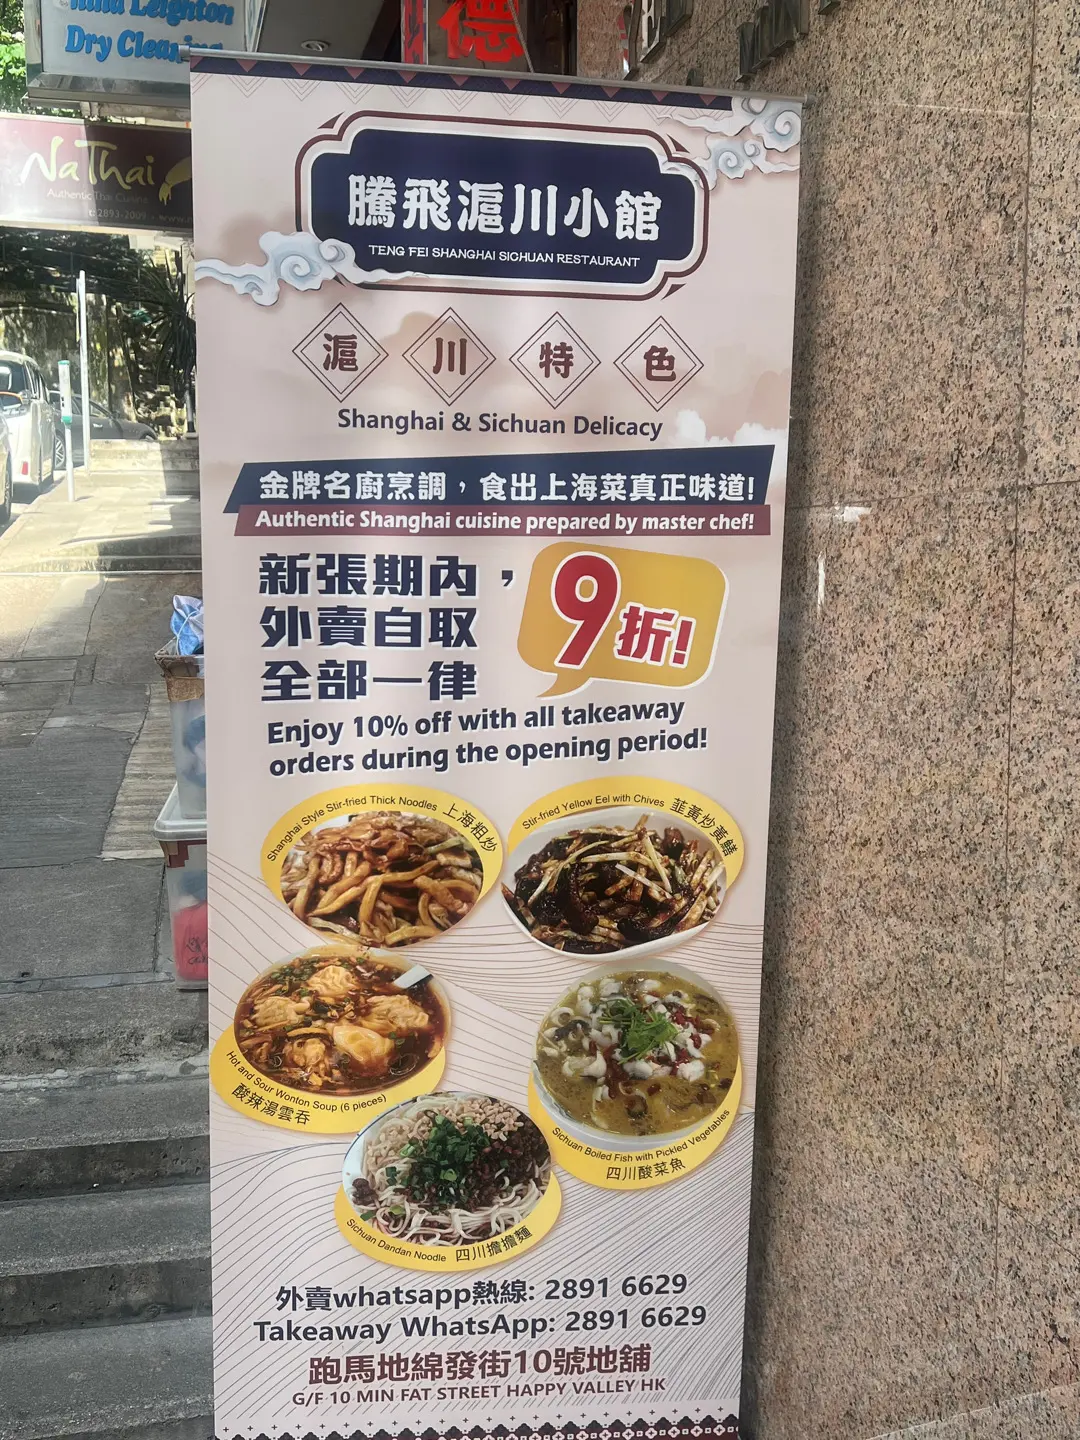 Leighton
Dry Cleaning
德
Na Thai
Authentic Thai Cuisine
2893-2009
騰飛滬川小館
TENG FEI SHANGHAI SICHUAN RESTAURANT
滬川特色
Shanghai & Sichuan Delicacy
金牌名廚烹調，食出上海菜真正味道!
Authentic Shanghai cuisine prepared by master chef!
新張期內，
外賣自取
全部一律
9折!
Enjoy 10% off with all takeaway
orders during the opening period!
Shanghai Style Stir-fried Thick Noodles 上海粗炒
Stir-fried Yellow Eel with Chives 韮黃炒黃鱔
Hot and Sour Wonton Soup (6 pieces)
酸辣湯雲吞
Sichuan Boiled Fish with Pickled Vegetables
四川酸菜魚
Sichuan Dandan Noodle 四川擔擔麵
外賣whatsapp熱線: 2891 6629
Takeaway WhatsApp: 2891 6629
跑馬地綿發街10號地舖
G/F 10 MIN FAT STREET HAPPY VALLEY HK